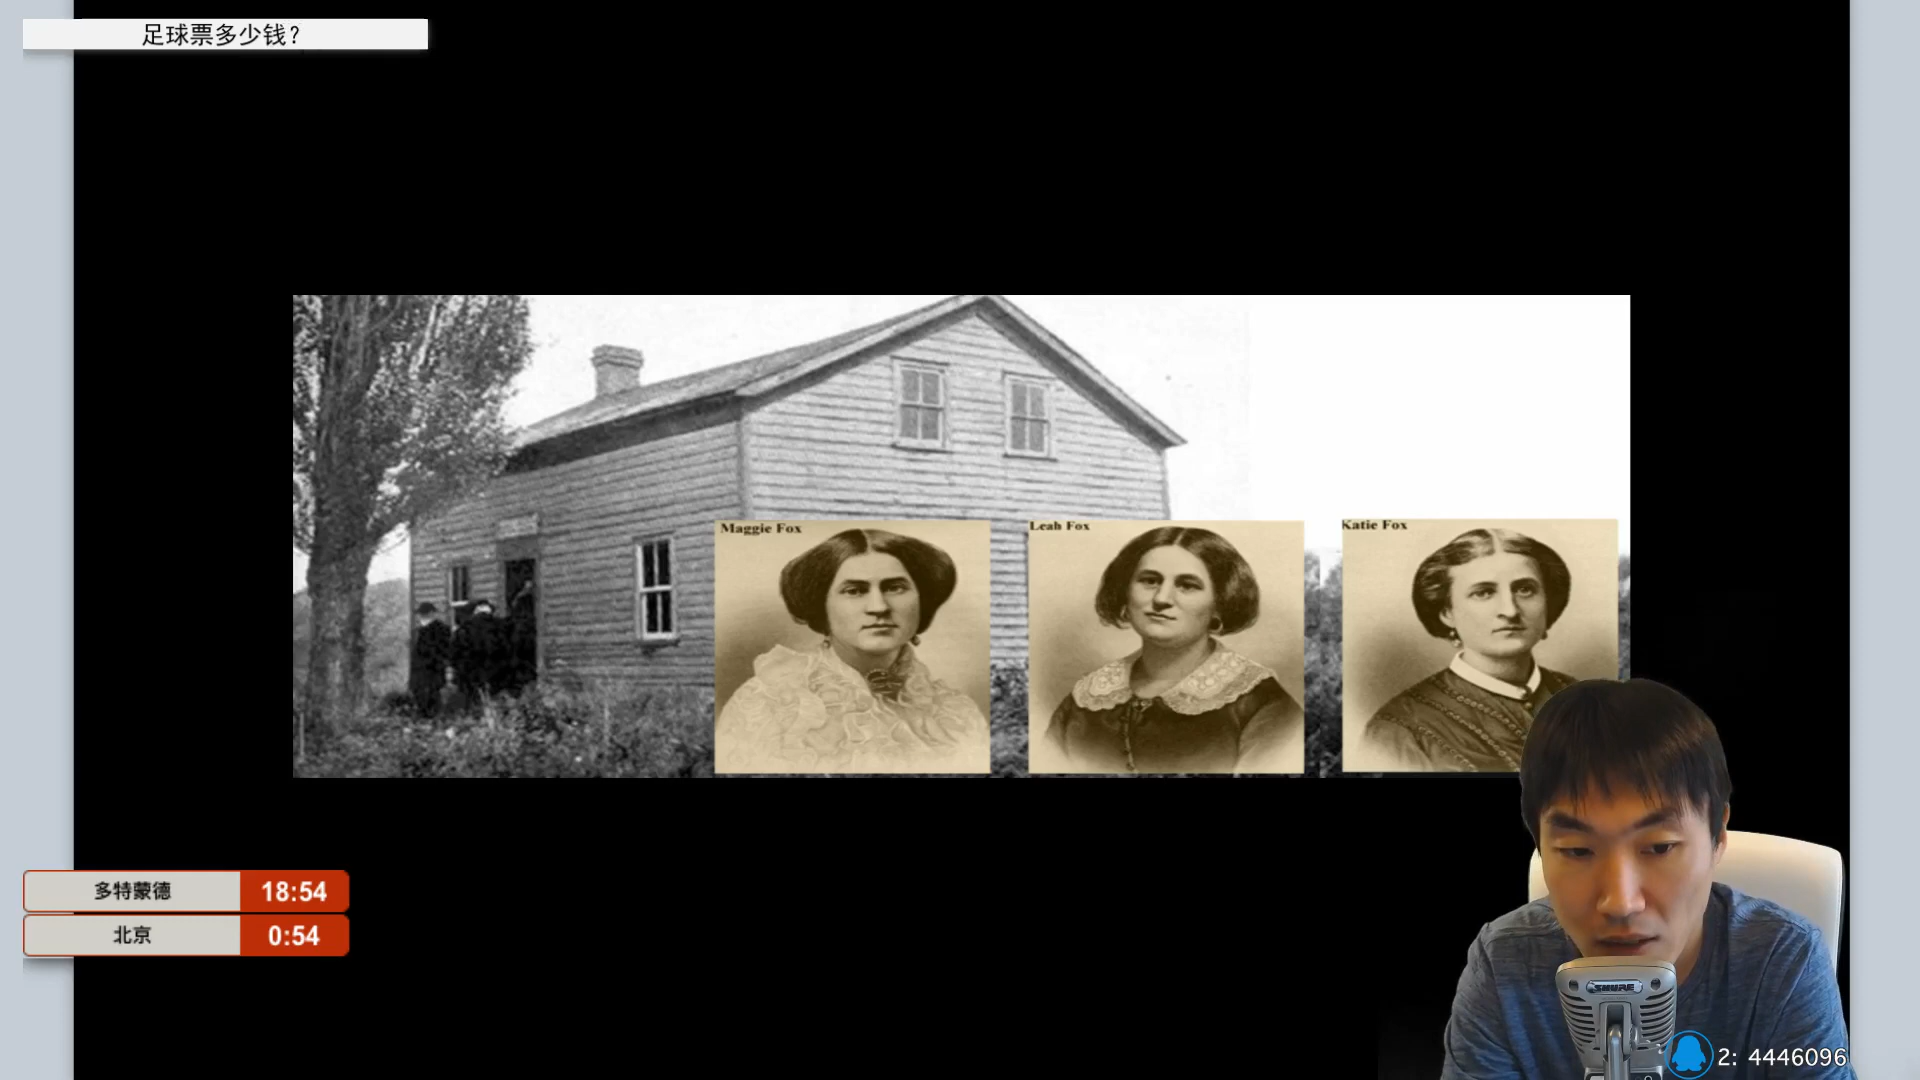 足球票多少钱?
Maggie Fox
Leah Fox
Katie Fox
多特蒙德 18:54
北京 0:54
SHURE
2: 4446096